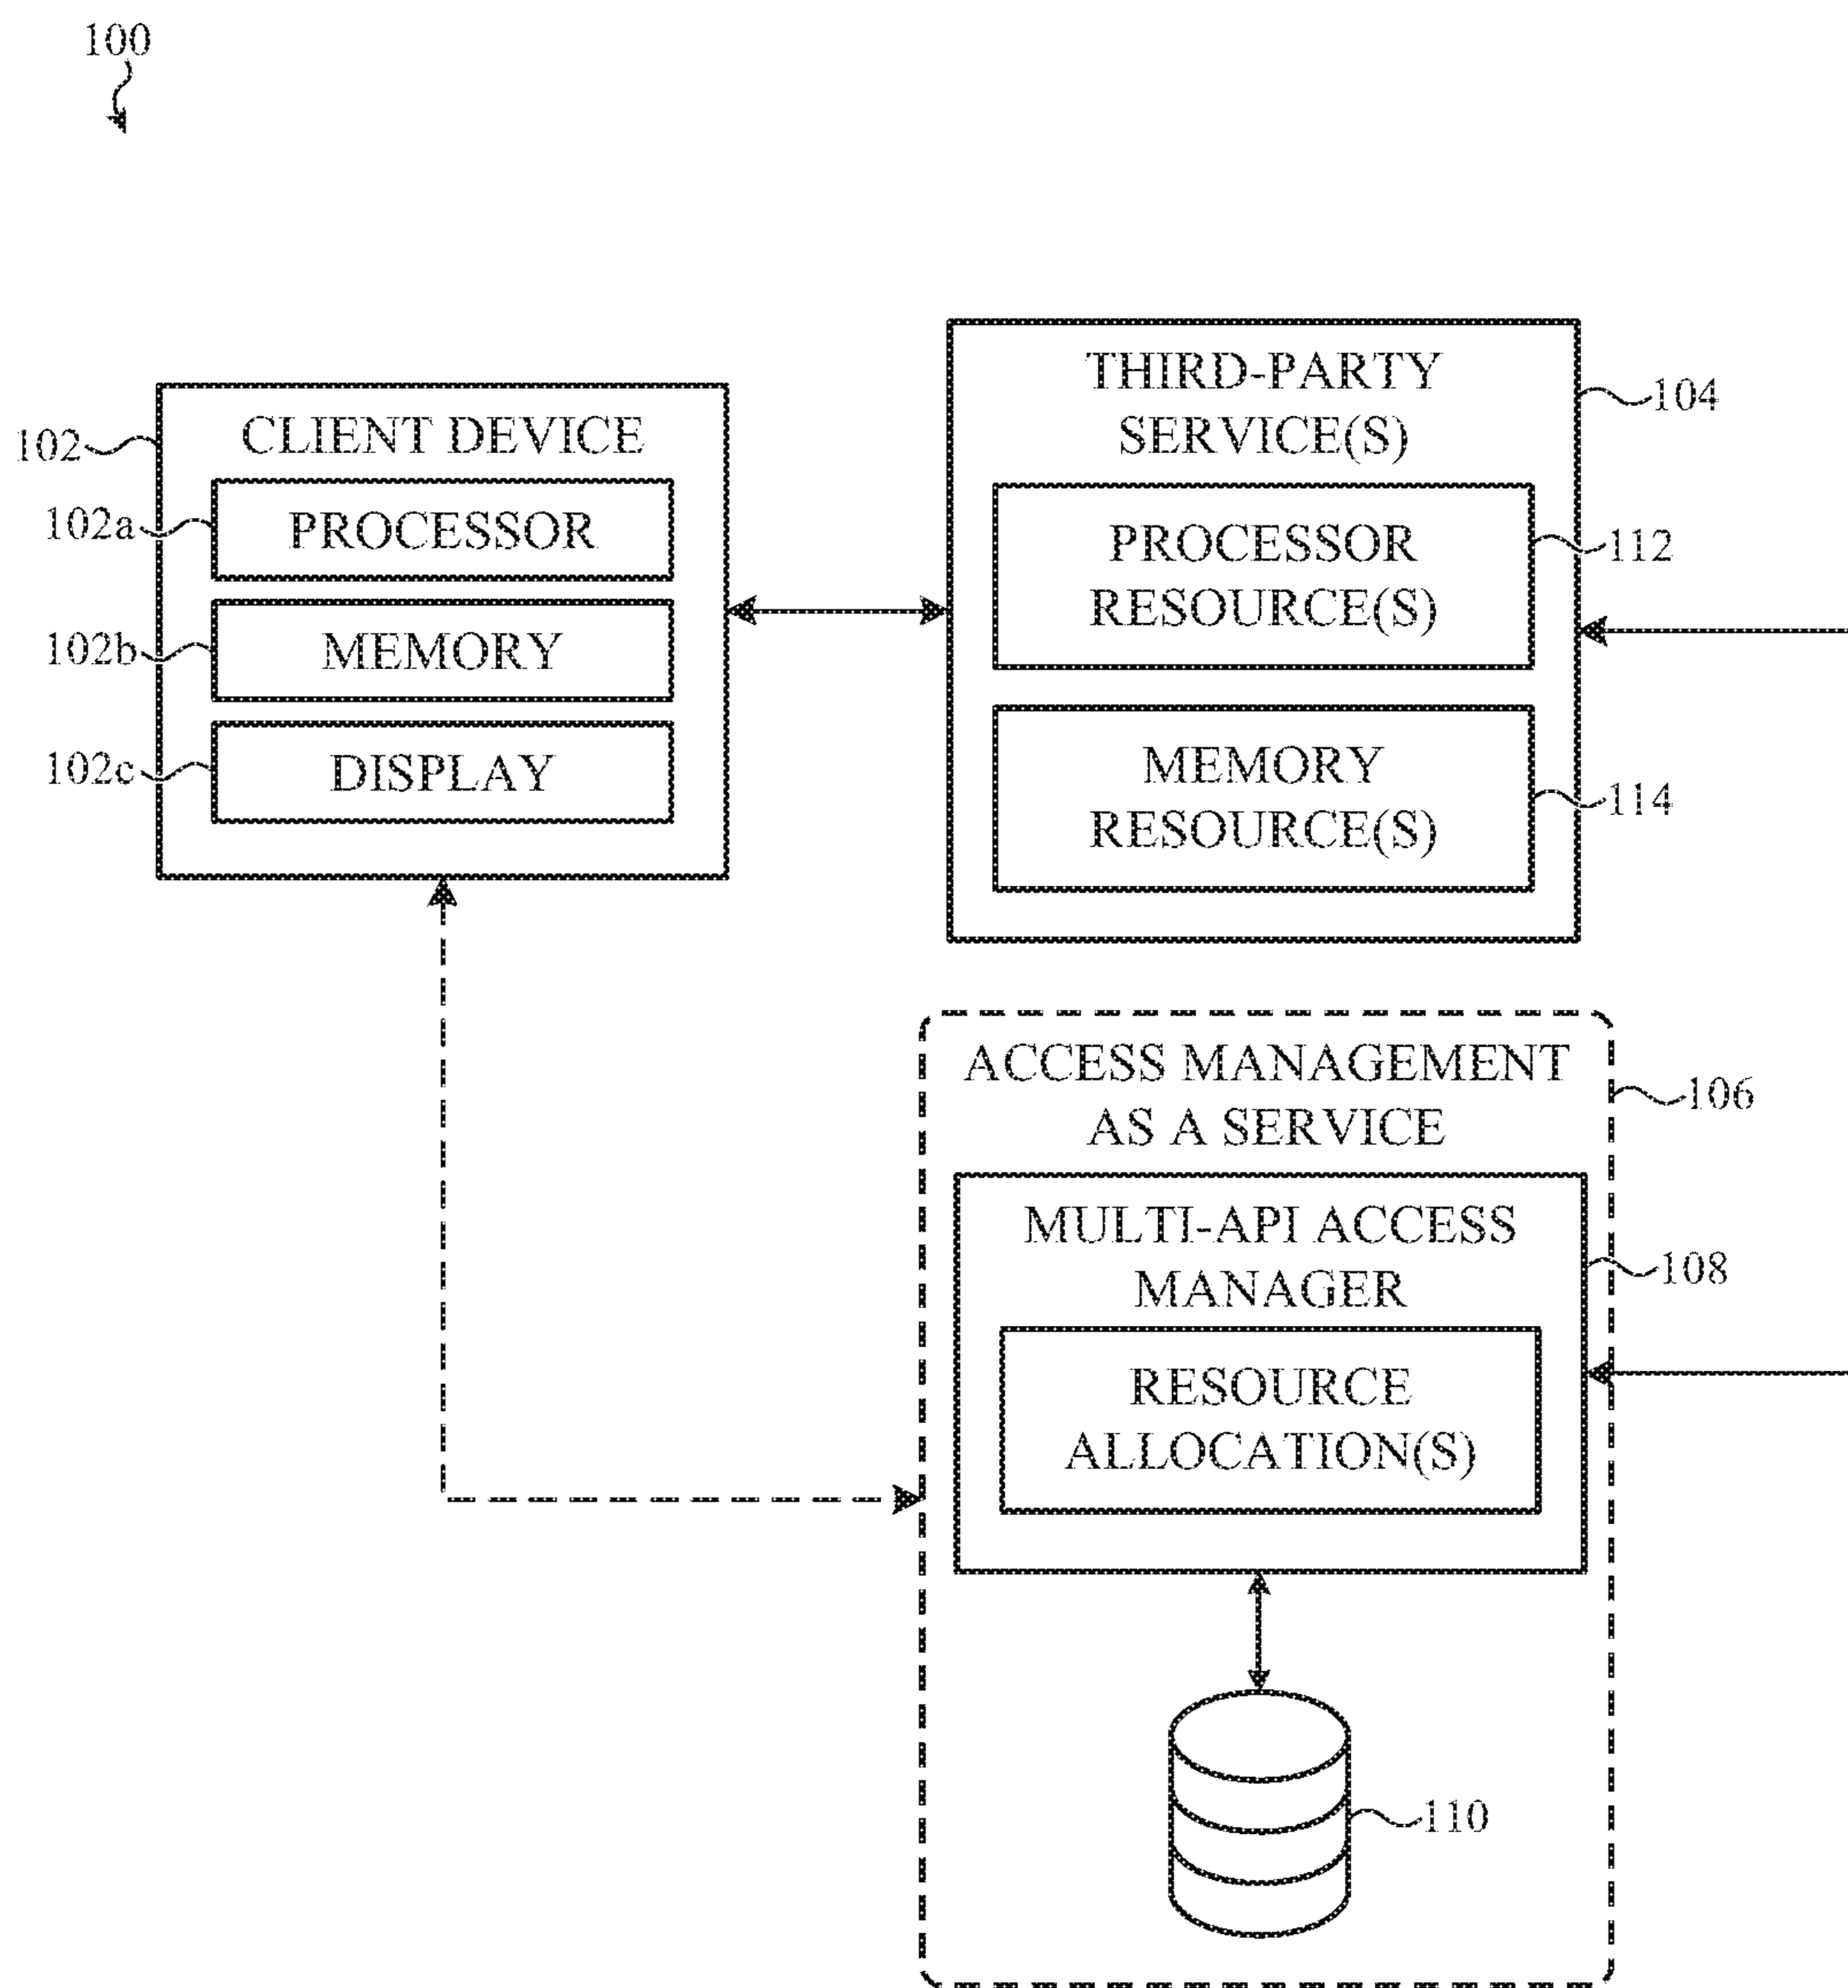 100
102
CLIENT DEVICE
102a
PROCESSOR
102b
MEMORY
102c
DISPLAY
THIRD-PARTY
SERVICE(S)
104
PROCESSOR
RESOURCE(S)
112
MEMORY
RESOURCE(S)
114
ACCESS MANAGEMENT
AS A SERVICE
106
MULTI-API ACCESS
MANAGER
108
RESOURCE
ALLOCATION(S)
110